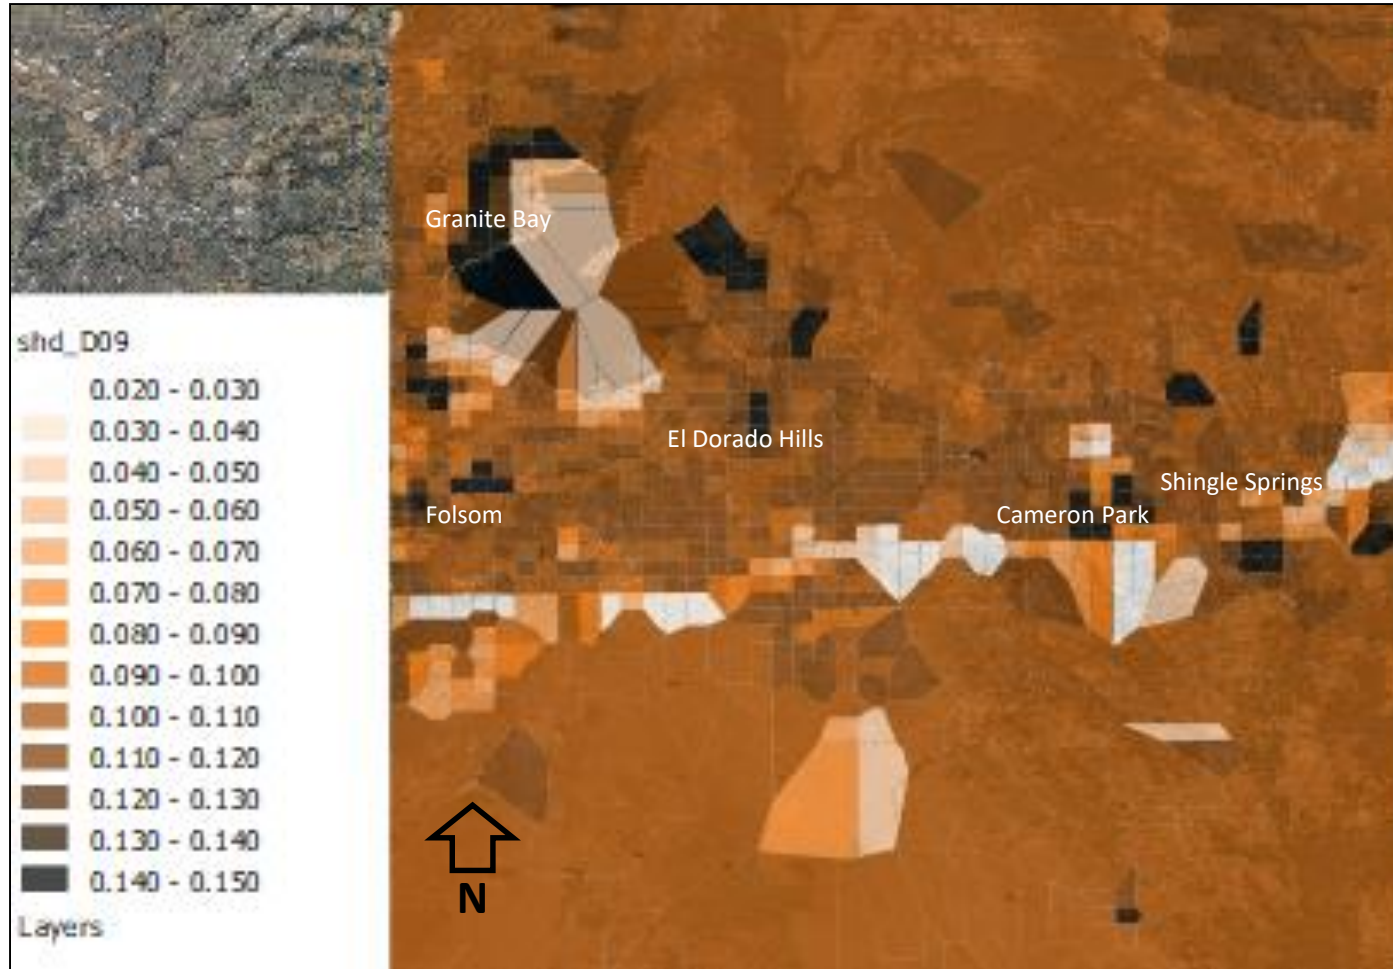 Granite Bay
shd_D09
0.020 - 0.030
0.030 - 0.040
0.040 - 0.050
0.050 - 0.060
0.060 - 0.070
0.070 - 0.080
0.080 - 0.090
0.090 - 0.100
0.100 - 0.110
0.110 - 0.120
0.120 - 0.130
0.130 - 0.140
0.140 - 0.150
Layers
El Dorado Hills
Shingle Springs
Folsom
Cameron Park
N